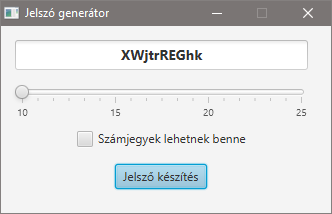 Jelszó generátor
XWjtrREGhk
10 15 20 25
Számjegyek lehetnek benne
Jelszó készítés